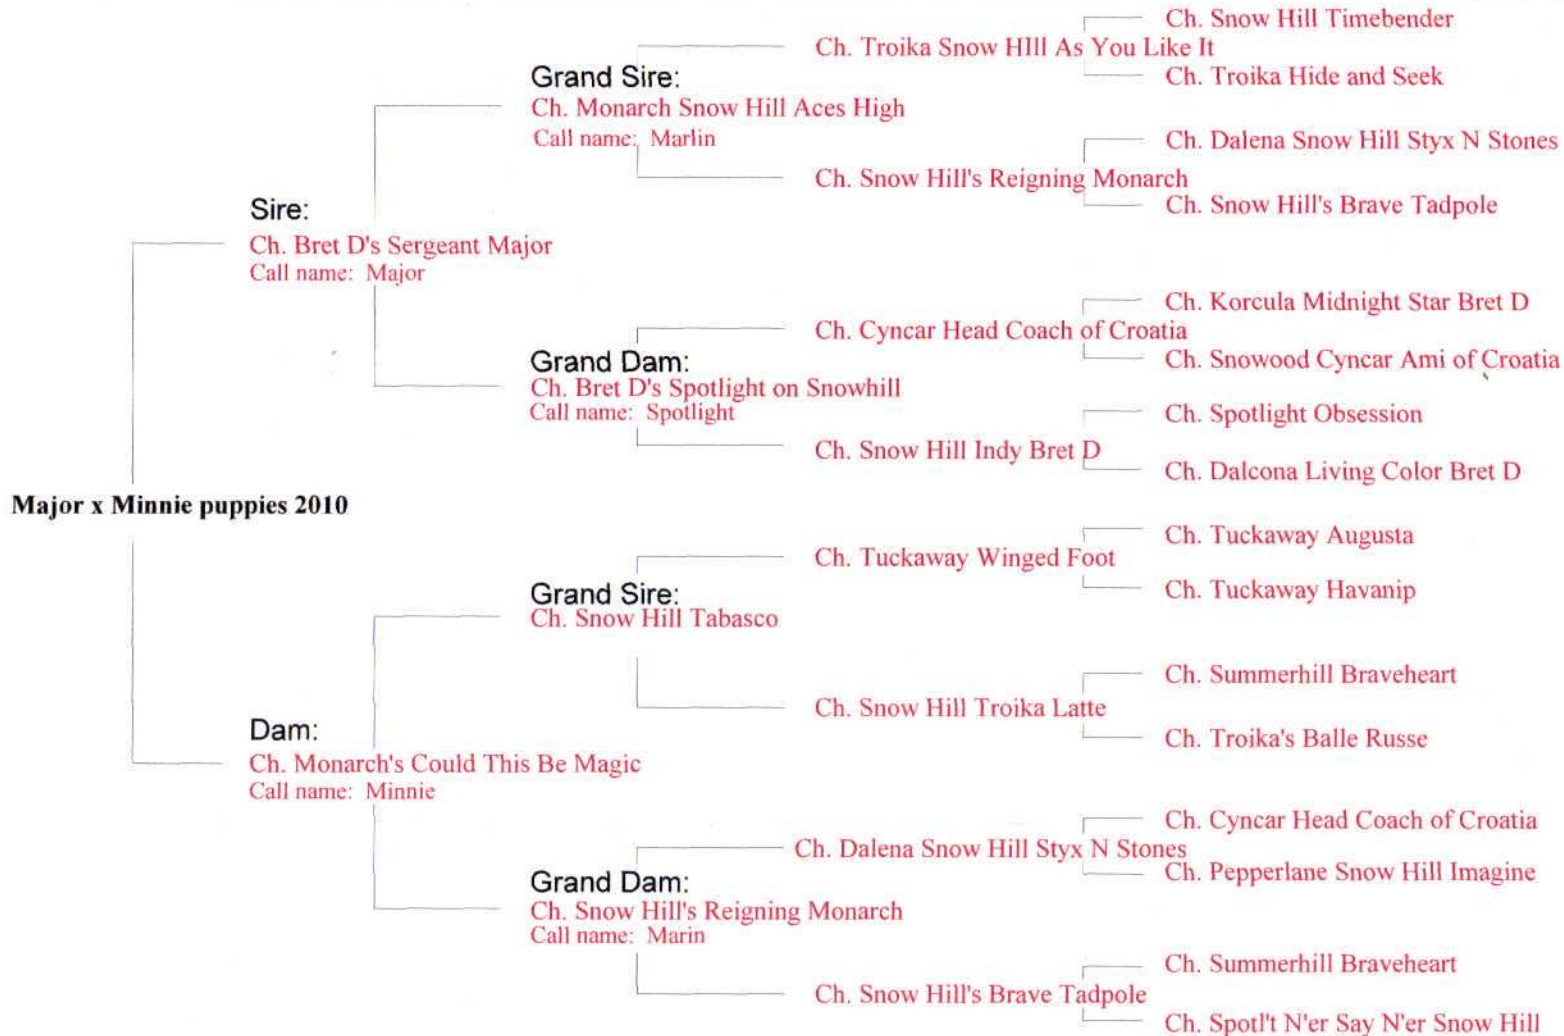 Ch. Snow Hill Timebender
Ch. Troika Snow HIll As You Like It
Grand Sire:
Ch. Troika Hide and Seek
Ch. Monarch Snow Hill Aces High
Call name: Marlin
Ch. Dalena Snow Hill Styx N Stones
Ch. Snow Hill's Reigning Monarch
Ch. Snow Hill's Brave Tadpole
Sire:
Ch. Bret D's Sergeant Major
Call name: Major
Ch. Korcula Midnight Star Bret D
Ch. Cyncar Head Coach of Croatia
Grand Dam:
Ch. Snowood Cyncar Ami of Croatia
Ch. Bret D's Spotlight on Snowhill
Call name: Spotlight
Ch. Spotlight Obsession
Ch. Snow Hill Indy Bret D
Ch. Dalcona Living Color Bret D
Major x Minnie puppies 2010
Ch. Tuckaway Augusta
Ch. Tuckaway Winged Foot
Grand Sire:
Ch. Tuckaway Havanip
Ch. Snow Hill Tabasco
Ch. Summerhill Braveheart
Ch. Snow Hill Troika Latte
Ch. Troika's Balle Russe
Dam:
Ch. Monarch's Could This Be Magic
Call name: Minnie
Ch. Cyncar Head Coach of Croatia
Ch. Dalena Snow Hill Styx N Stones
Ch. Pepperlane Snow Hill Imagine
Grand Dam:
Ch. Snow Hill's Reigning Monarch
Call name: Marin
Ch. Summerhill Braveheart
Ch. Snow Hill's Brave Tadpole
Ch. Spotl't N'er Say N'er Snow Hill